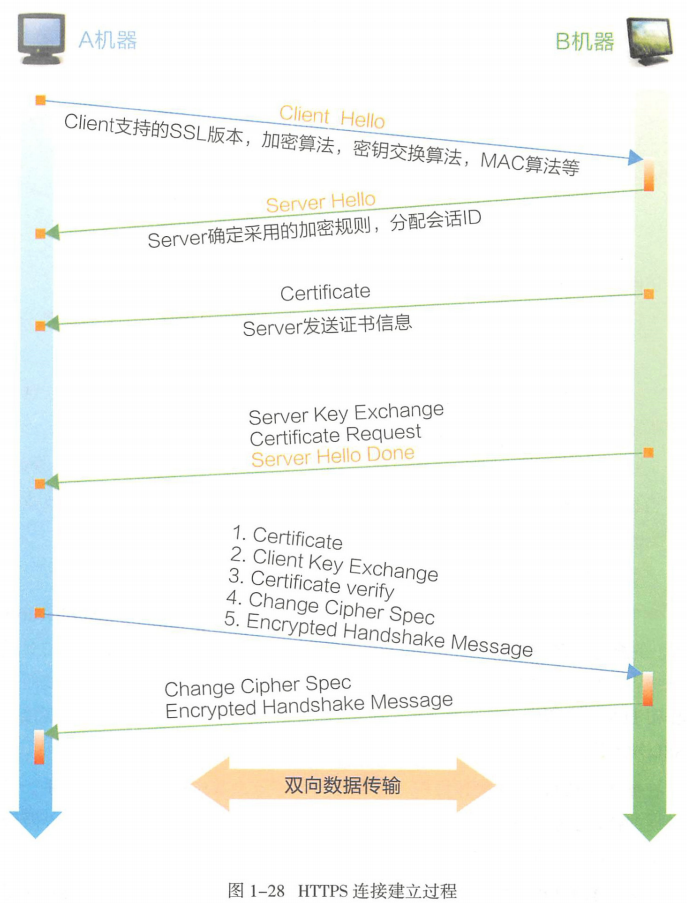 A机器
B机器
Client Hello
Client支持的SSL版本，加密算法，密钥交换算法，MAC算法等
Server Hello
Server确定采用的加密规则，分配会话ID
Certificate
Server发送证书信息
Server Key Exchange
Certificate Request
Server Hello Done
1. Certificate
2. Client Key Exchange
3. Certificate verify
4. Change Cipher Spec
5. Encrypted Handshake Message
Change Cipher Spec
Encrypted Handshake Message
双向数据传输
图 1-28 HTTPS 连接建立过程